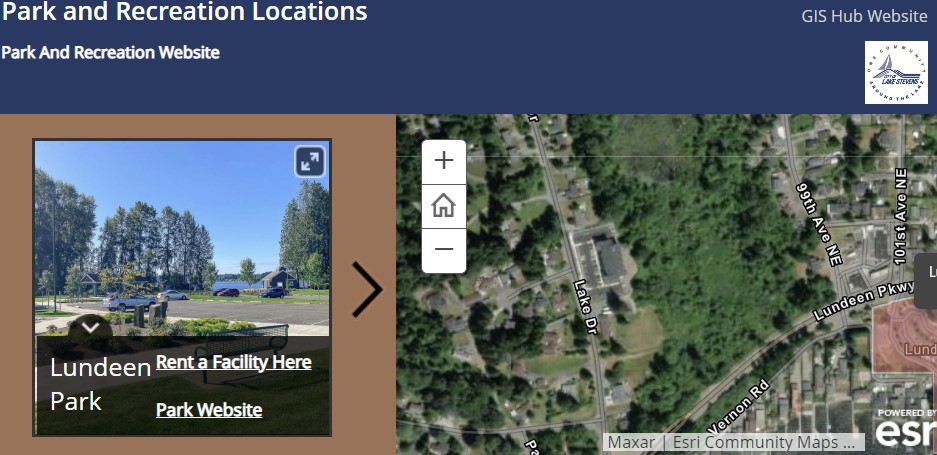 Park and Recreation Locations
GIS Hub Website
Park And Recreation Website
ONE COMMUNITY
CITY OF
LAKE STEVENS
AROUND THE LAKE
Lundeen
Park
Rent a Facility Here
Park Website
Lake Dr
99th Ave NE
101st Ave NE
Lundeen Pkwy
Vernon Rd
Lund
POWERED BY
esr
Maxar | Esri Community Maps ...